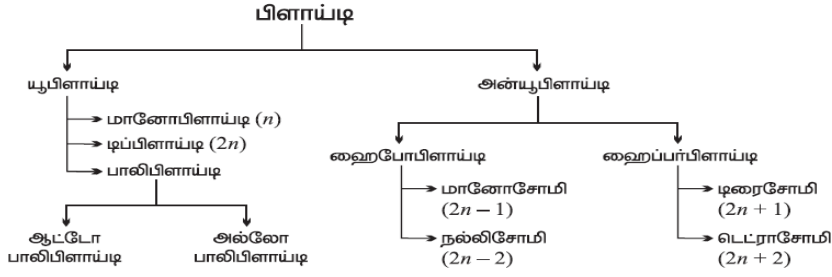 பிளாய்டி
யூபிளாய்டி
அன்யூபிளாய்டி
மானோபிளாய்டி (n)
டிப்பிளாய்டி (2n)
பாலிபிளாய்டி
ஹைபோபிளாய்டி
ஹைப்பர்பிளாய்டி
மானோசோமி
(2n – 1)
நல்லிசோமி
(2n – 2)
டிரைசோமி
(2n + 1)
டெட்ராசோமி
(2n + 2)
ஆட்டோ
பாலிபிளாய்டி
அல்லோ
பாலிபிளாய்டி